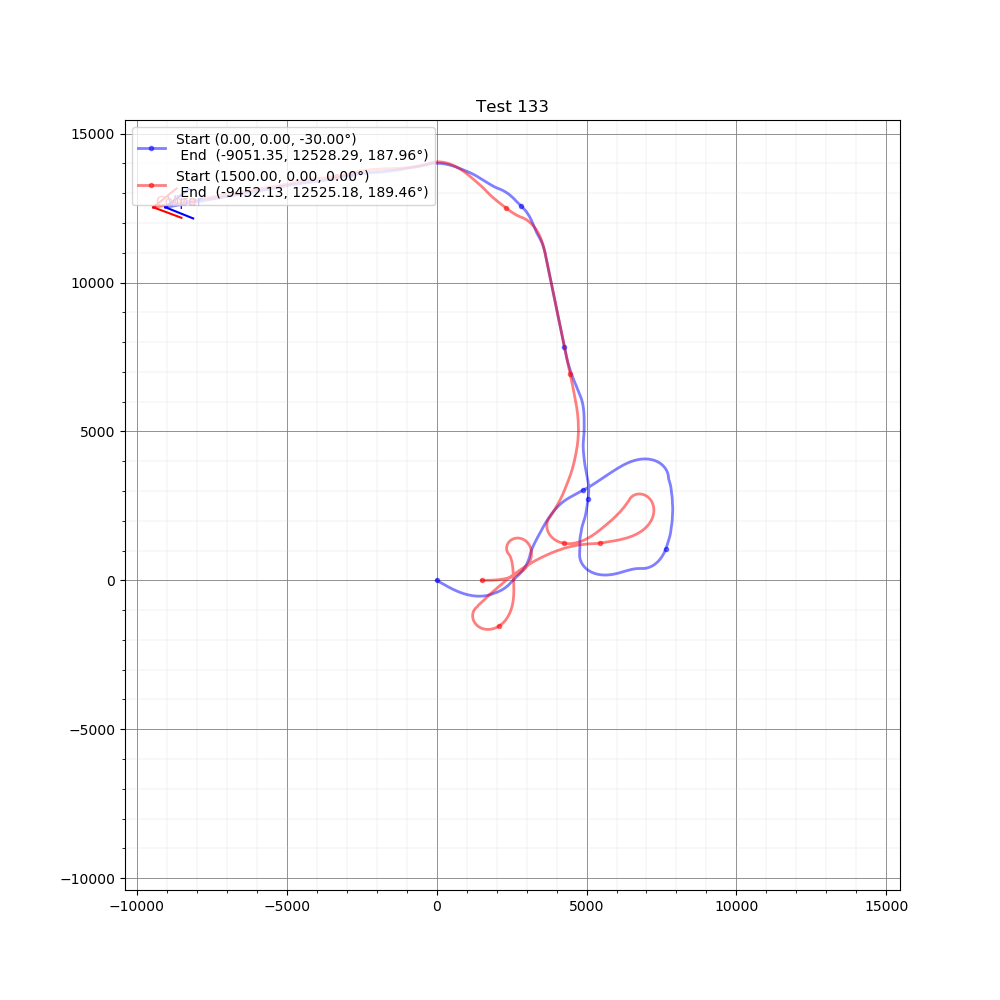 Test 133
Start (0.00, 0.00, -30.00°)
End (-9051.35, 12528.29, 187.96°)
Start (1500.00, 0.00, 0.00°)
End (-9452.13, 12525.18, 189.46°)
15000
10000
5000
0
−5000
−10000
−10000 −5000 0 5000 10000 15000